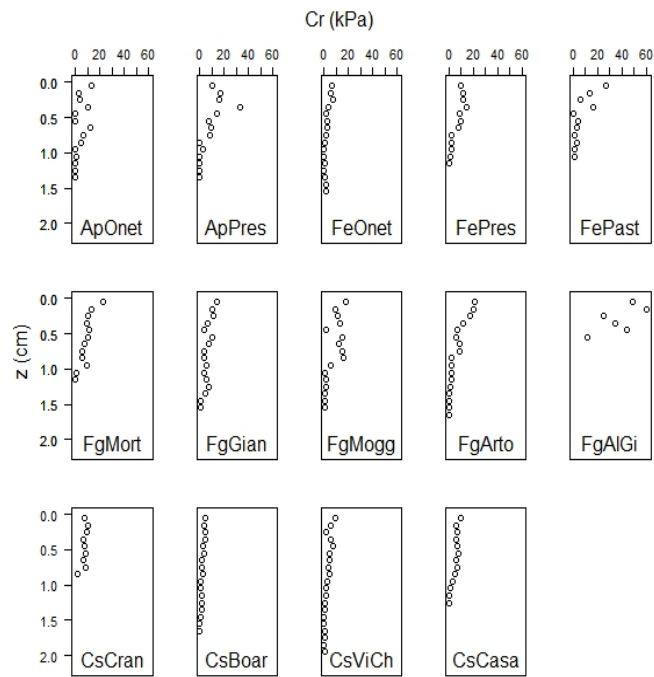 Cr (kPa)
0 20 40 60 0 20 40 60 0 20 40 60 0 20 40 60 0 20 40 60
0.0
0.5
1.0
1.5
2.0
ApOnet ApPres FeOnet FePres FePast
z (cm)
0.0
0.5
1.0
1.5
2.0
FgMort FgGian FgMogg FgArto FgAlGi
0.0
0.5
1.0
1.5
2.0
CsCran CsBoar CsViCh CsCasa